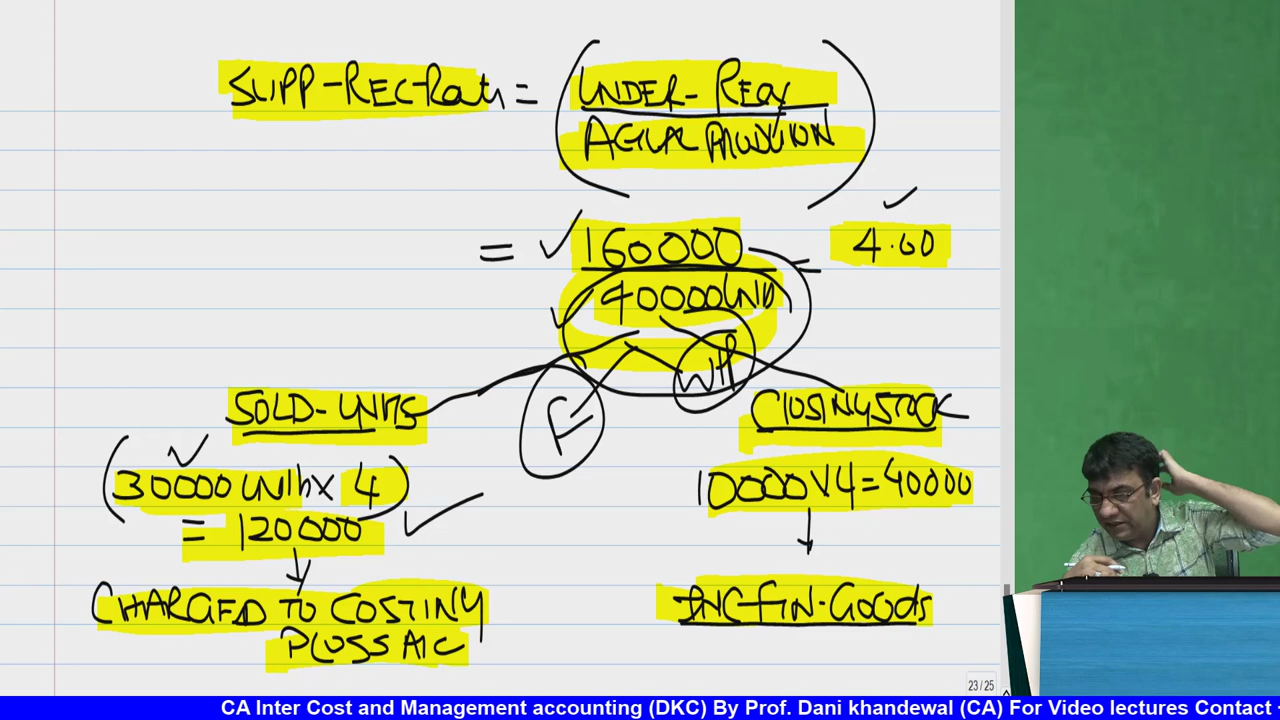 SUPP-REC-Rate = (UNDER-Recy
ACTUAL PRODUCTION)
= 160000 = 4.00
40000 Units
F WIP
SOLD-UNITS CLOSING STOCK
(30000 Units x 4) 10000 x 4 = 40000
= 120000
CHARGED TO COSTING INC-FIN-Goods
P LOSS A/C
23 / 25
CA Inter Cost and Management accounting (DKC) By Prof. Dani khandewal (CA) For Video lectures Contact -